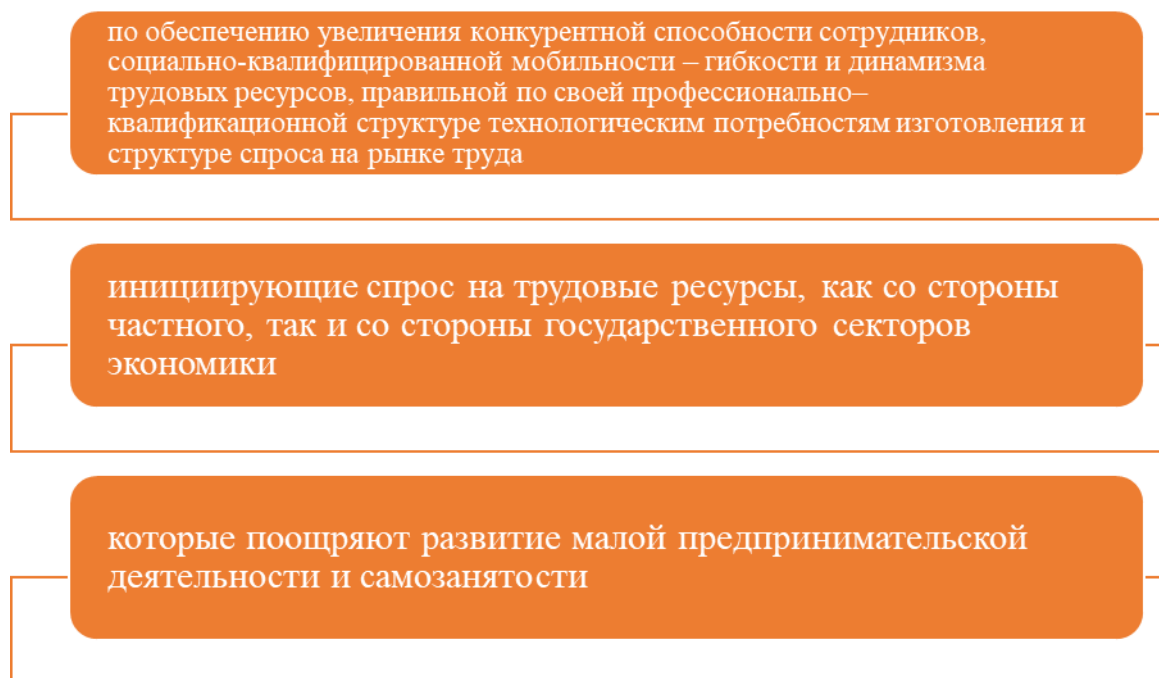 по обеспечению увеличения конкурентной способности сотрудников,
социально-квалифицированной мобильности – гибкости и динамизма
трудовых ресурсов, правильной по своей профессионально–
квалификационной структуре технологическим потребностям изготовления и
структуре спроса на рынке труда
инициирующие спрос на трудовые ресурсы, как со стороны
частного, так и со стороны государственного секторов
экономики
которые поощряют развитие малой предпринимательской
деятельности и самозанятости